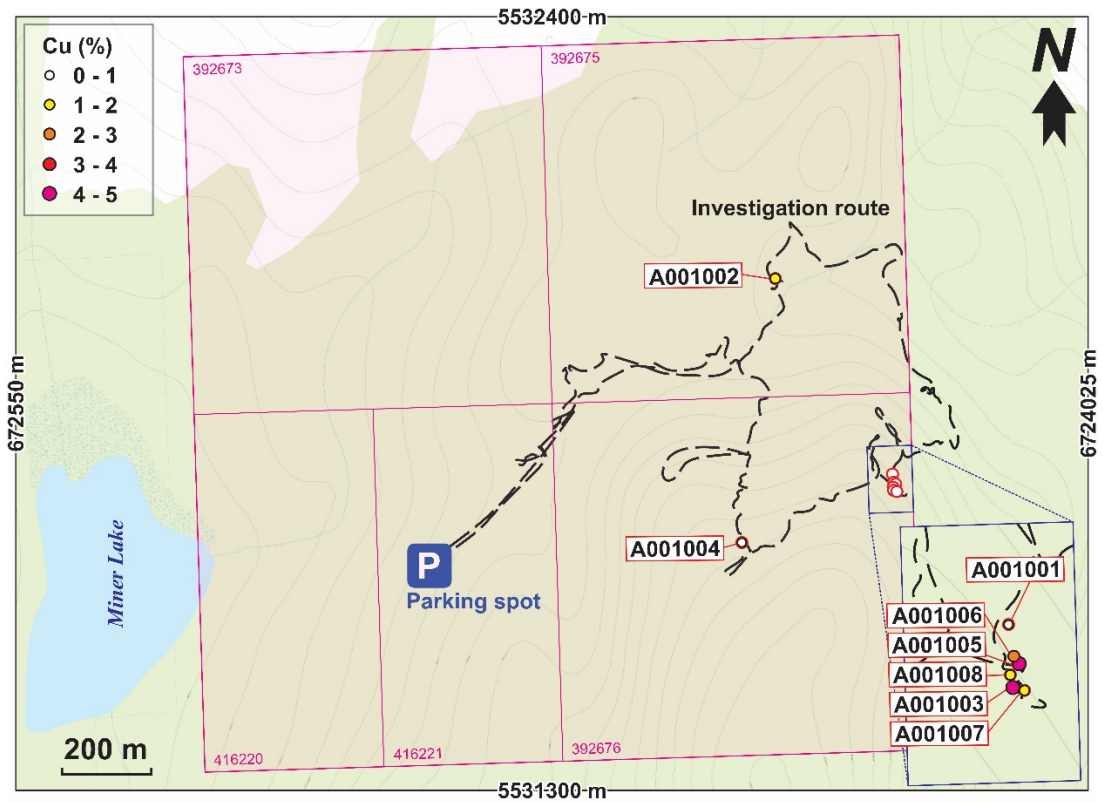 5532400 m
Cu (%)
0 - 1
1 - 2
2 - 3
3 - 4
4 - 5
392673
392675
N
Investigation route
A001002
672550 m
6724025 m
A001004
P
Parking spot
Miner Lake
A001001
A001006
A001005
A001008
A001003
A001007
200 m
416220
416221
392676
5531300 m